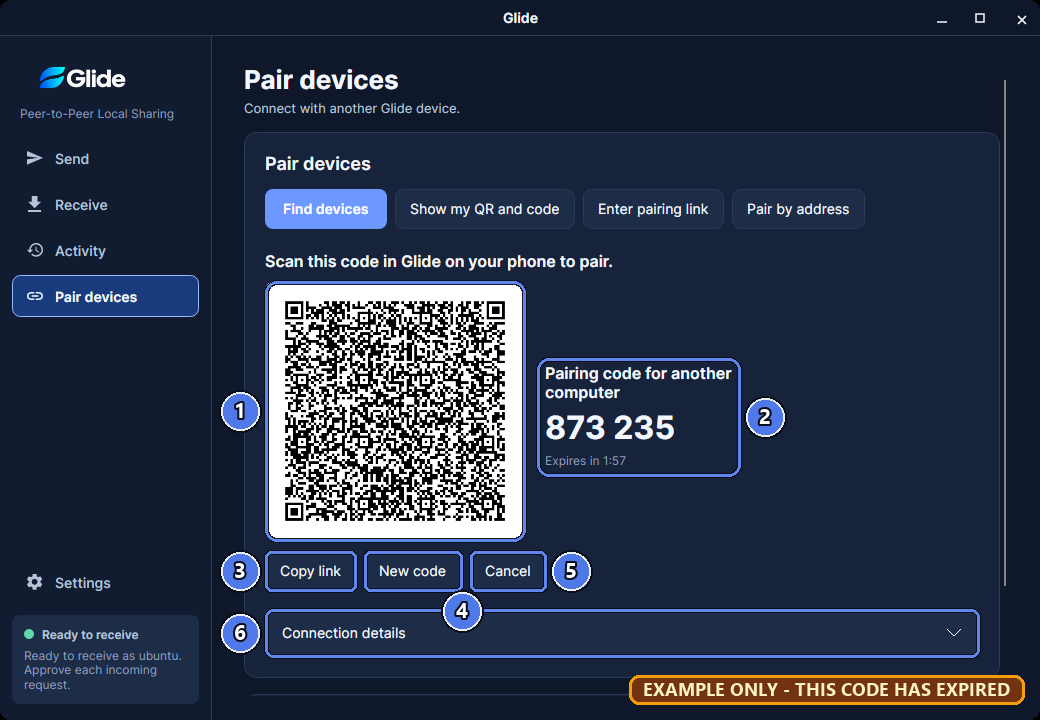 Glide
Glide
Peer-to-Peer Local Sharing
Send
Receive
Activity
Pair devices
Settings
Ready to receive
Ready to receive as ubuntu.
Approve each incoming
request.
Pair devices
Connect with another Glide device.
Pair devices
Find devices
Show my QR and code
Enter pairing link
Pair by address
Scan this code in Glide on your phone to pair.
1
Pairing code for another
computer
873 235
Expires in 1:57
2
3
Copy link
New code
Cancel
5
4
6
Connection details
EXAMPLE ONLY - THIS CODE HAS EXPIRED